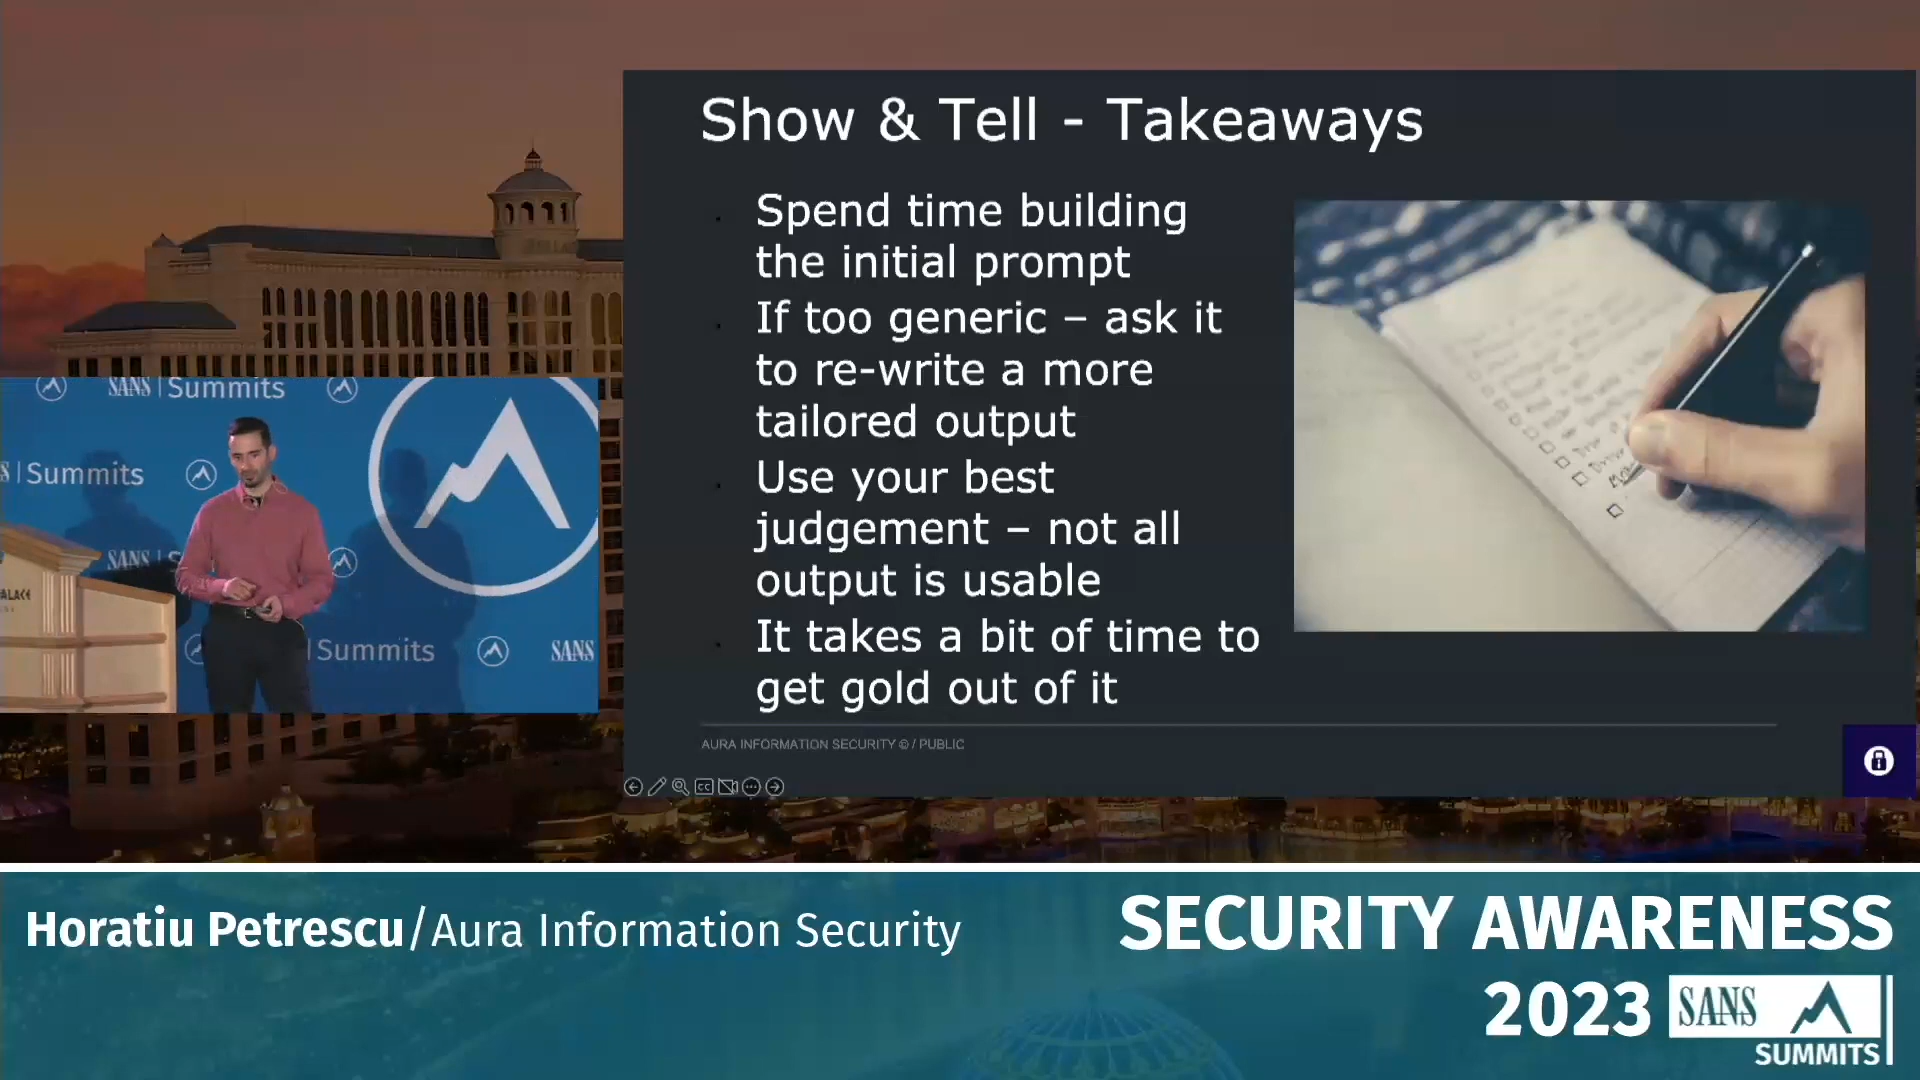 Show & Tell - Takeaways
Spend time building
the initial prompt
If too generic – ask it
to re-write a more
tailored output
Use your best
judgement – not all
output is usable
It takes a bit of time to
get gold out of it
AURA INFORMATION SECURITY © / PUBLIC
CC
SANS | Summits
S | Summits
SANS | S
ALACE
| Summits
SANS
Horatiu Petrescu/Aura Information Security
SECURITY AWARENESS
2023 SANS
SUMMITS